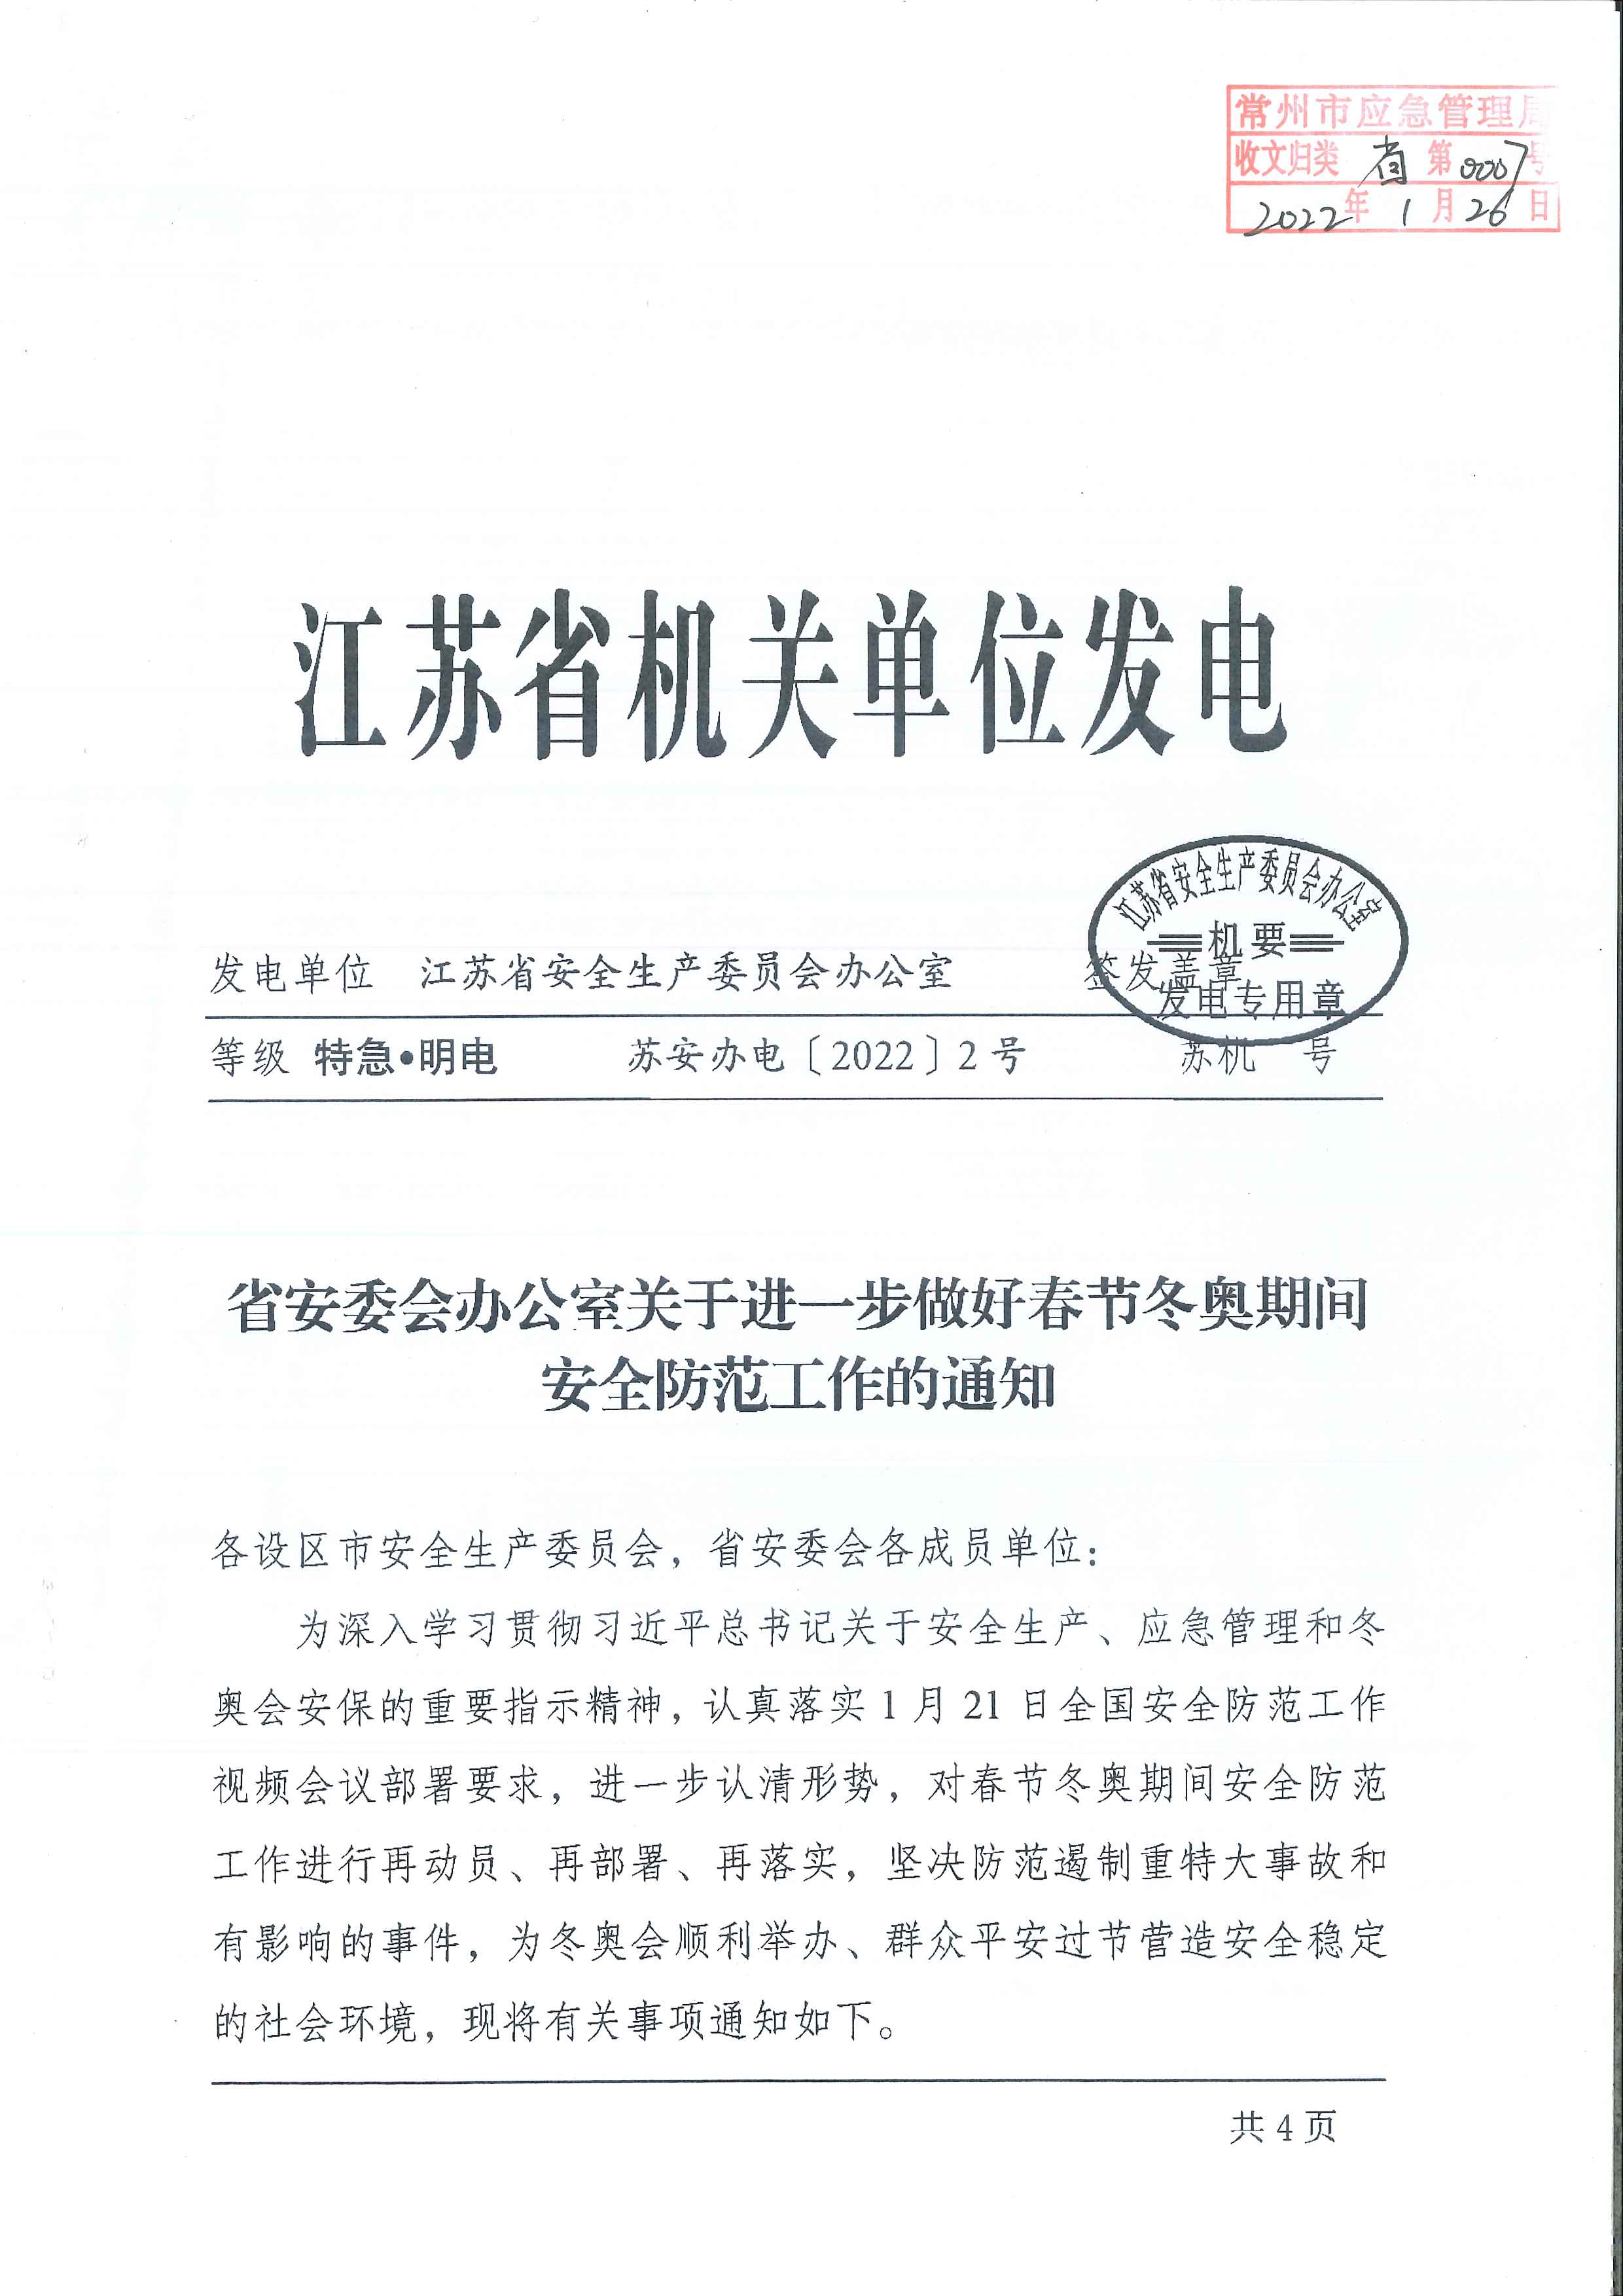 常州市应急管理局
收文归类 省 第0007号
2022年1月26日
江苏省机关单位发电
江苏省安全生产委员会办公室
机要
发电专用章
发电单位 江苏省安全生产委员会办公室 签发盖章
等级 特急•明电 苏安办电〔2022〕2号 苏机 号
省安委会办公室关于进一步做好春节冬奥期间
安全防范工作的通知
各设区市安全生产委员会，省安委会各成员单位：
为深入学习贯彻习近平总书记关于安全生产、应急管理和冬
奥会安保的重要指示精神，认真落实1月21日全国安全防范工作
视频会议部署要求，进一步认清形势，对春节冬奥期间安全防范
工作进行再动员、再部署、再落实，坚决防范遏制重特大事故和
有影响的事件，为冬奥会顺利举办、群众平安过节营造安全稳定
的社会环境，现将有关事项通知如下。
共4页